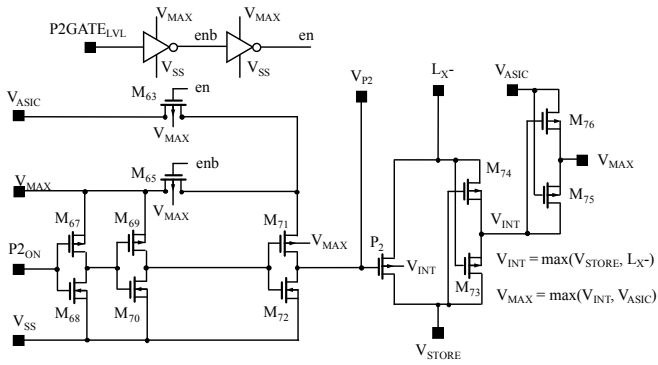 P2GATE_LVL
V_MAX
enb
V_MAX
en
V_SS
V_SS
V_ASIC
M_63
en
V_MAX
V_P2
L_X-
V_ASIC
M_76
V_MAX
M_75
V_MAX
M_65
enb
V_MAX
M_74
M_67
M_69
M_71
V_MAX
V_INT
P2_ON
P_2
V_INT
M_73
V_INT = max(V_STORE, L_X-)
V_MAX = max(V_INT, V_ASIC)
M_68
M_70
M_72
V_SS
V_STORE